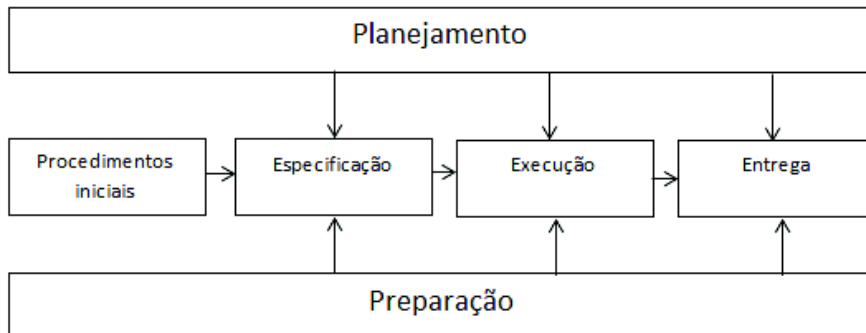 Planejamento
Procedimentos
iniciais
Especificação
Execução
Entrega
Preparação